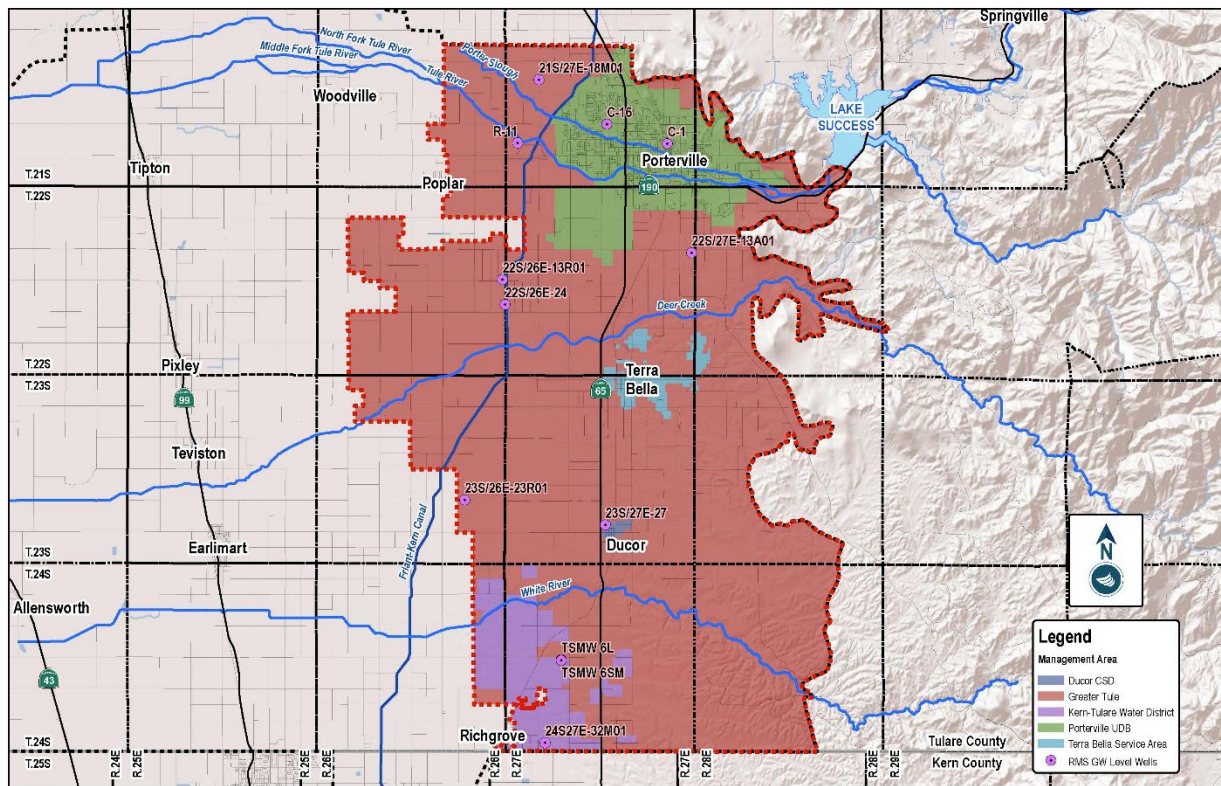 Springville
North Fork Tule River
Middle Fork Tule River
Porter Slough
Tule River
Woodville
21S/27E-18M01
C-16
R-11
C-1
LAKE
SUCCESS
Tipton
Porterville
Poplar
T.21S
T.22S
190
22S/27E-13A01
22S/26E-13R01
22S/26E-24
Deer Creek
Pixley
T.22S
T.23S
Terra
Bella
99
65
Teviston
23S/26E-23R01
23S/27E-27
Friant-Kern Canal
Earlimart
Ducor
N
T.23S
T.24S
White River
Allensworth
43
TSMW 6L
TSMW 6SM
Richgrove
24S27E-32M01
Legend
Management Area
Ducor CSD
Greater Tule
Kern-Tulare Water District
Porterville UDB
Terra Bella Service Area
RMS GW Level Wells
Tulare County
Kern County
T.24S
T.25S
R.24E
R.25E
R.25E
R.26E
R.26E
R.27E
R.27E
R.28E
R.28E
R.29E